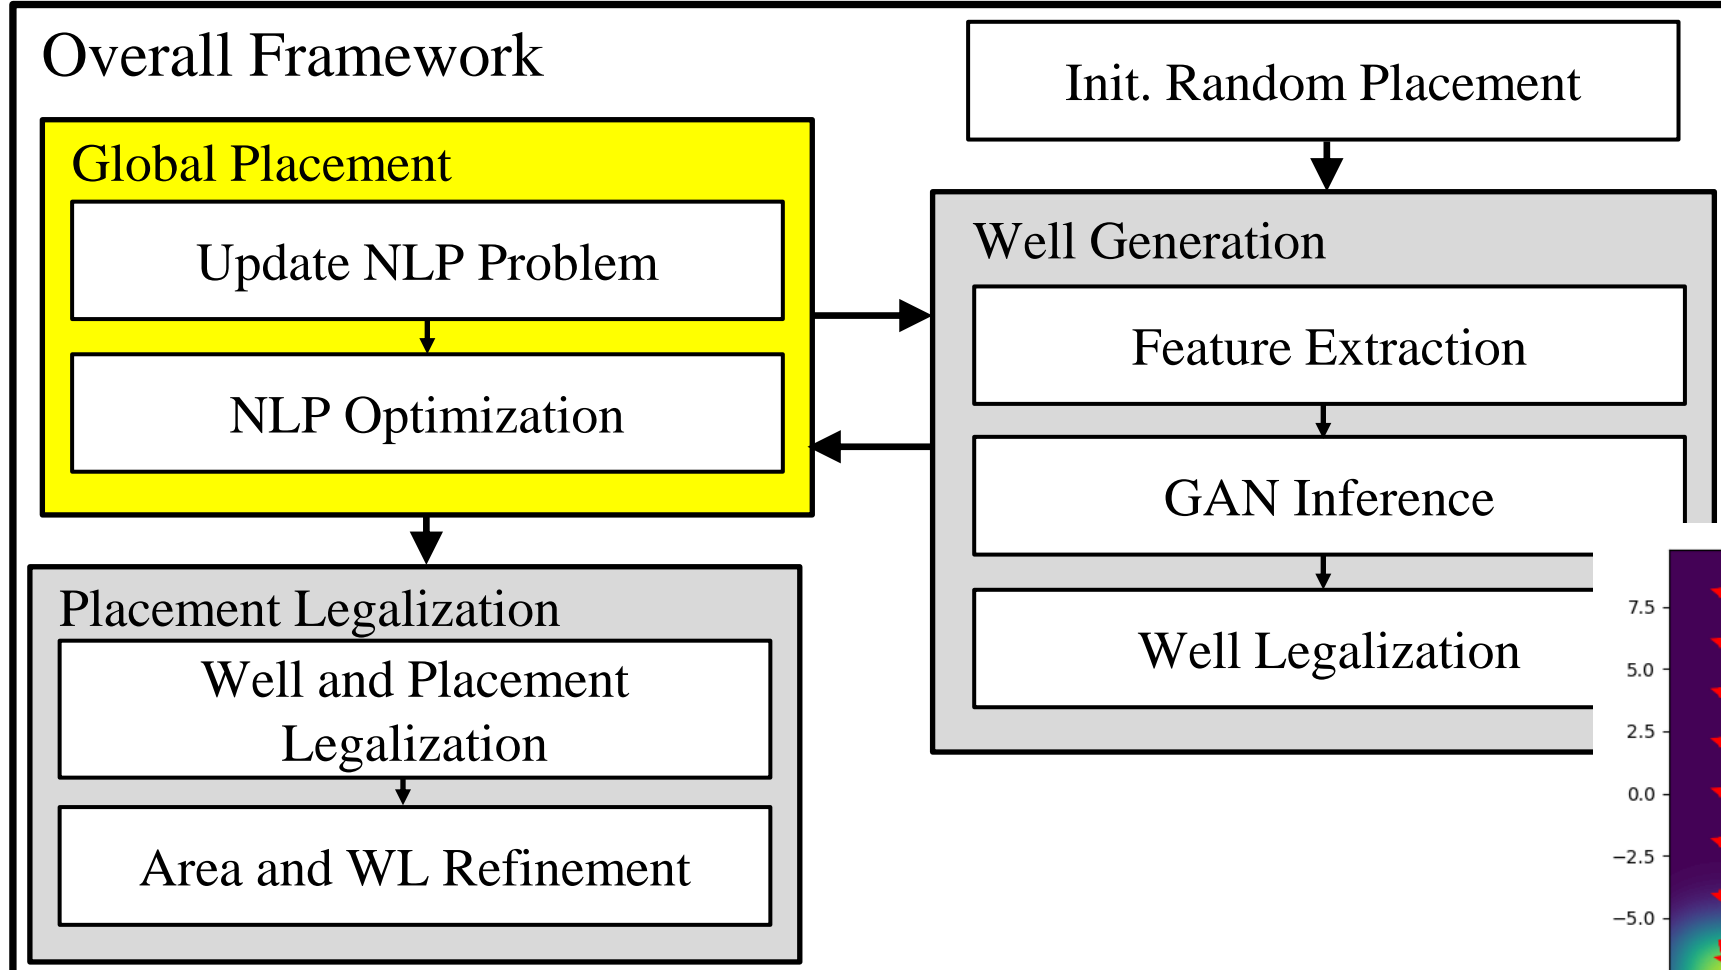 Overall Framework
Init. Random Placement
Global Placement
Update NLP Problem
NLP Optimization
Well Generation
Feature Extraction
GAN Inference
Well Legalization
Placement Legalization
Well and Placement
Legalization
Area and WL Refinement
7.5
5.0
2.5
0.0
−2.5
−5.0